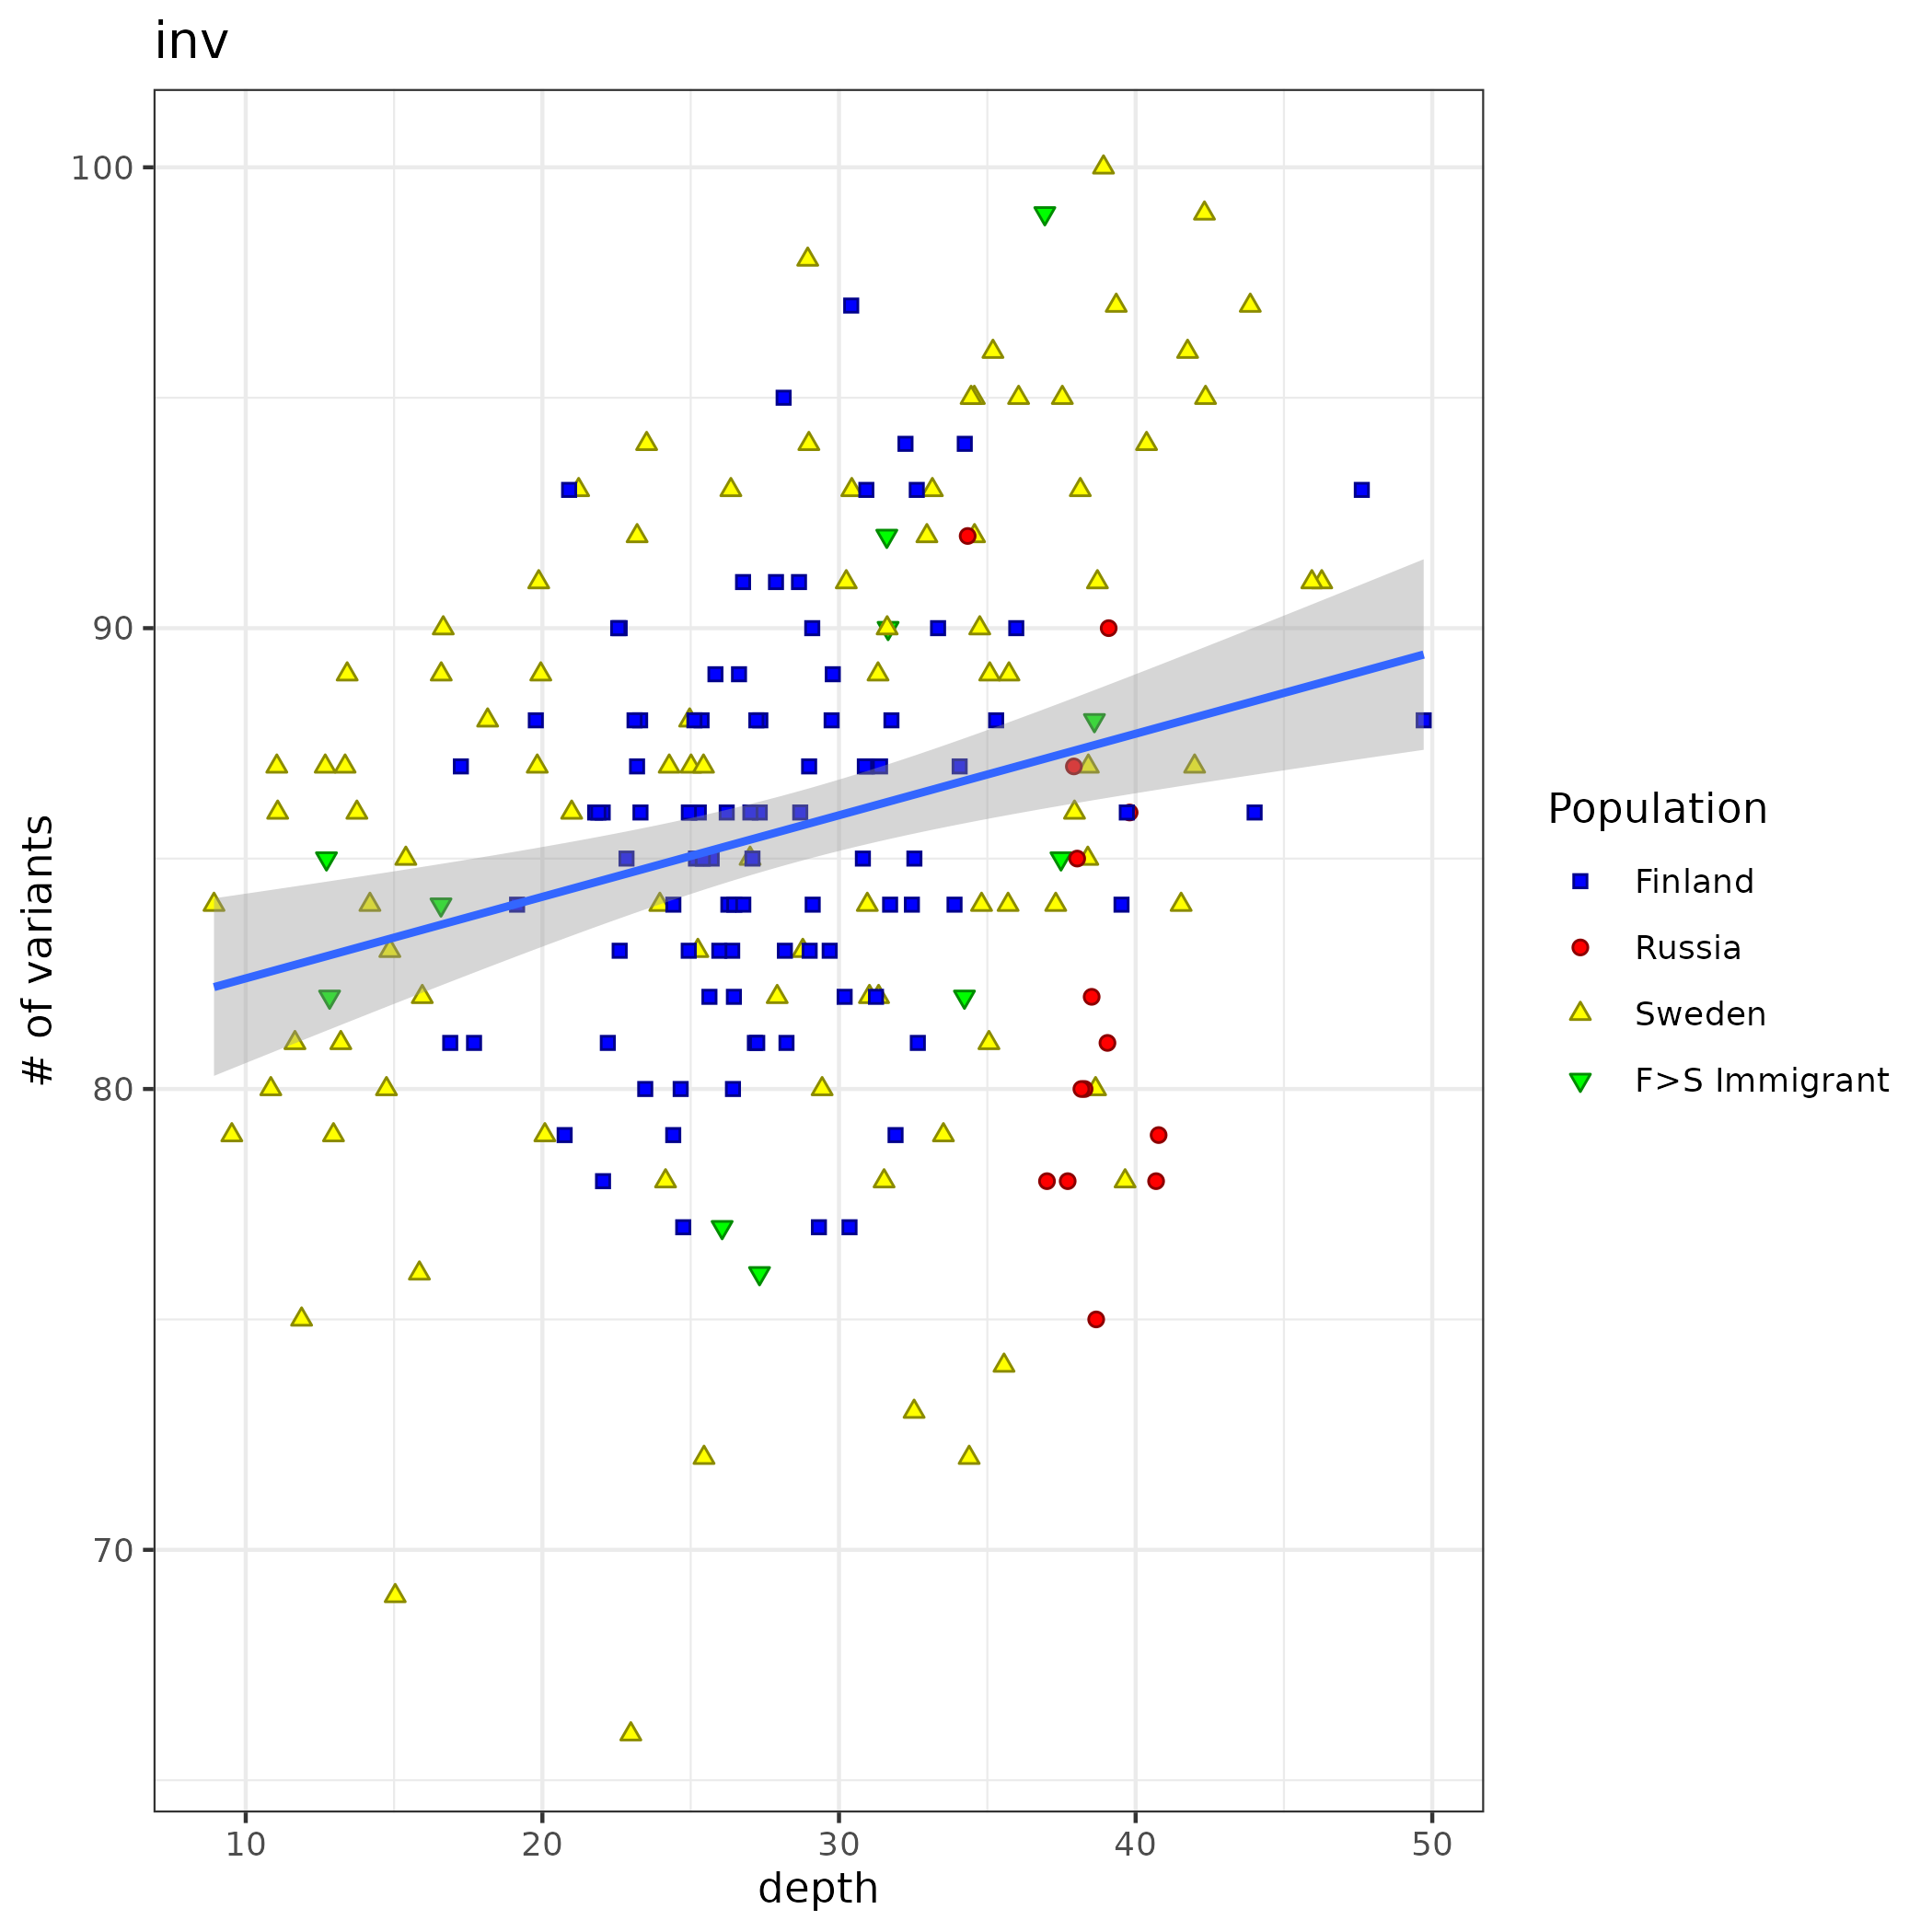 inv
# of variants
100
90
80
70
10 20 30 40 50
depth
Population
Finland
Russia
Sweden
F>S Immigrant